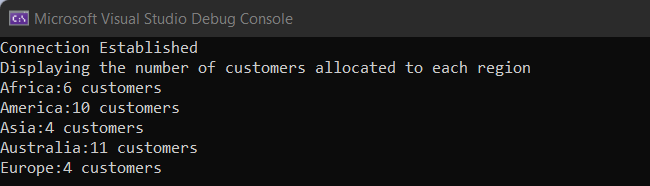 Microsoft Visual Studio Debug Console
Connection Established
Displaying the number of customers allocated to each region
Africa:6 customers
America:10 customers
Asia:4 customers
Australia:11 customers
Europe:4 customers